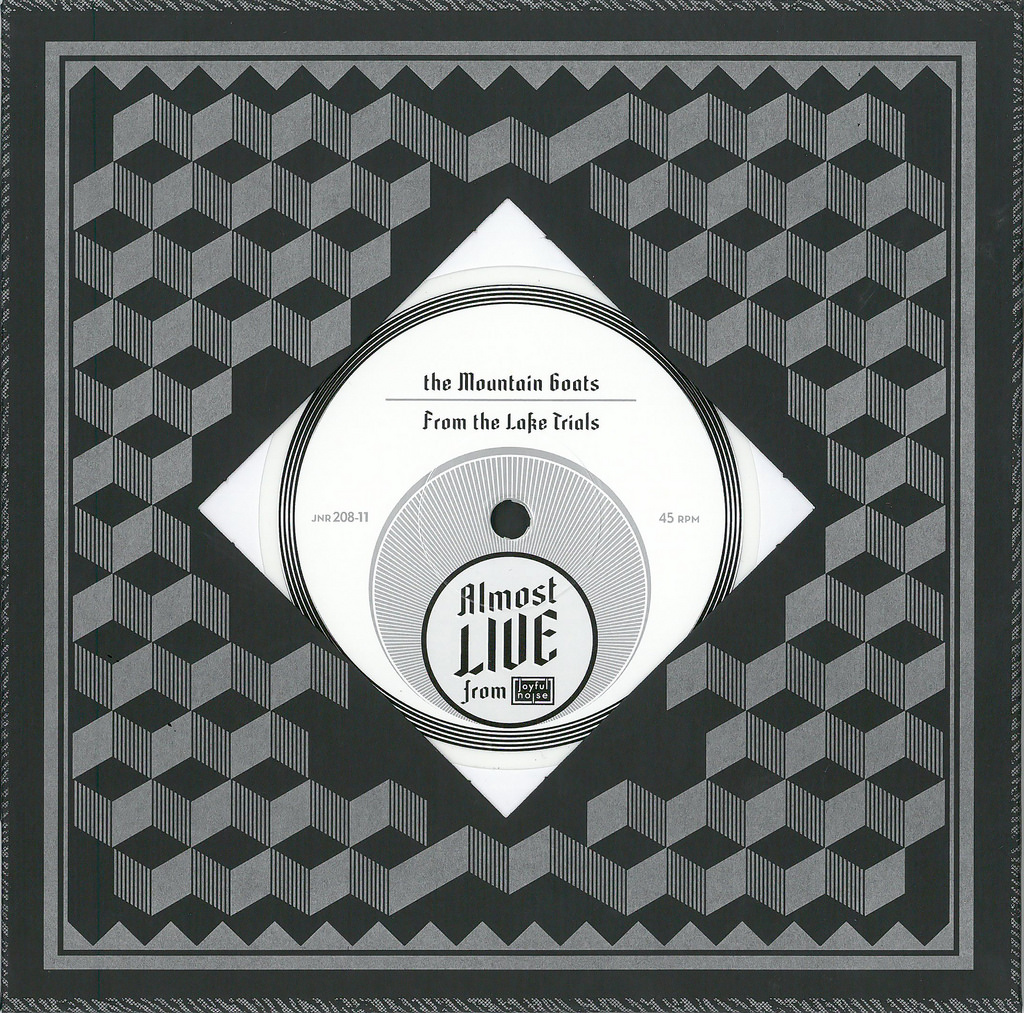 the Mountain Goats
From the Lake Trials
JNR 208-11
45 RPM
Almost
LIVE
from joyful noise